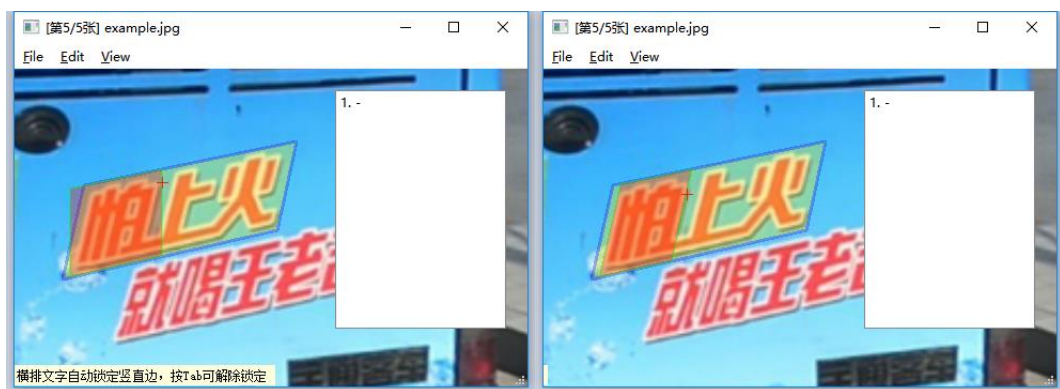 [第5/5张] example.jpg
File Edit View
1. -
怕上火
就喝王老
横排文字自动锁定竖直边，按Tab可解除锁定
[第5/5张] example.jpg
File Edit View
1. -
怕上火
就喝王老